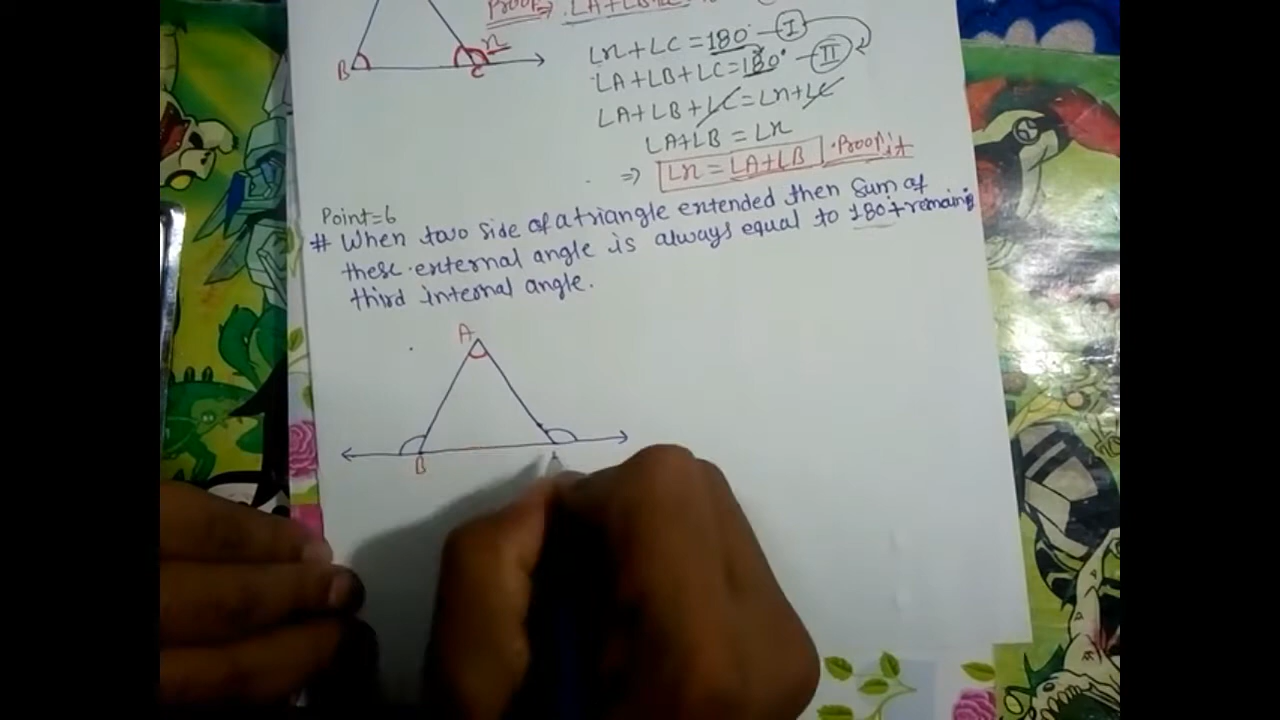 Proof⇒ ∠A+∠B
B
x
C
∠x+∠C=180° -I
∠A+∠B+∠C=180° -II
∠A+∠B+∠C=∠x+∠C
∠A+∠B = ∠x
⇒ ∠x = ∠A+∠B .Proof it
Point=6
# When two side of a triangle extended then sum of
these external angle is always equal to 180°+remaining
third internal angle.
A
B